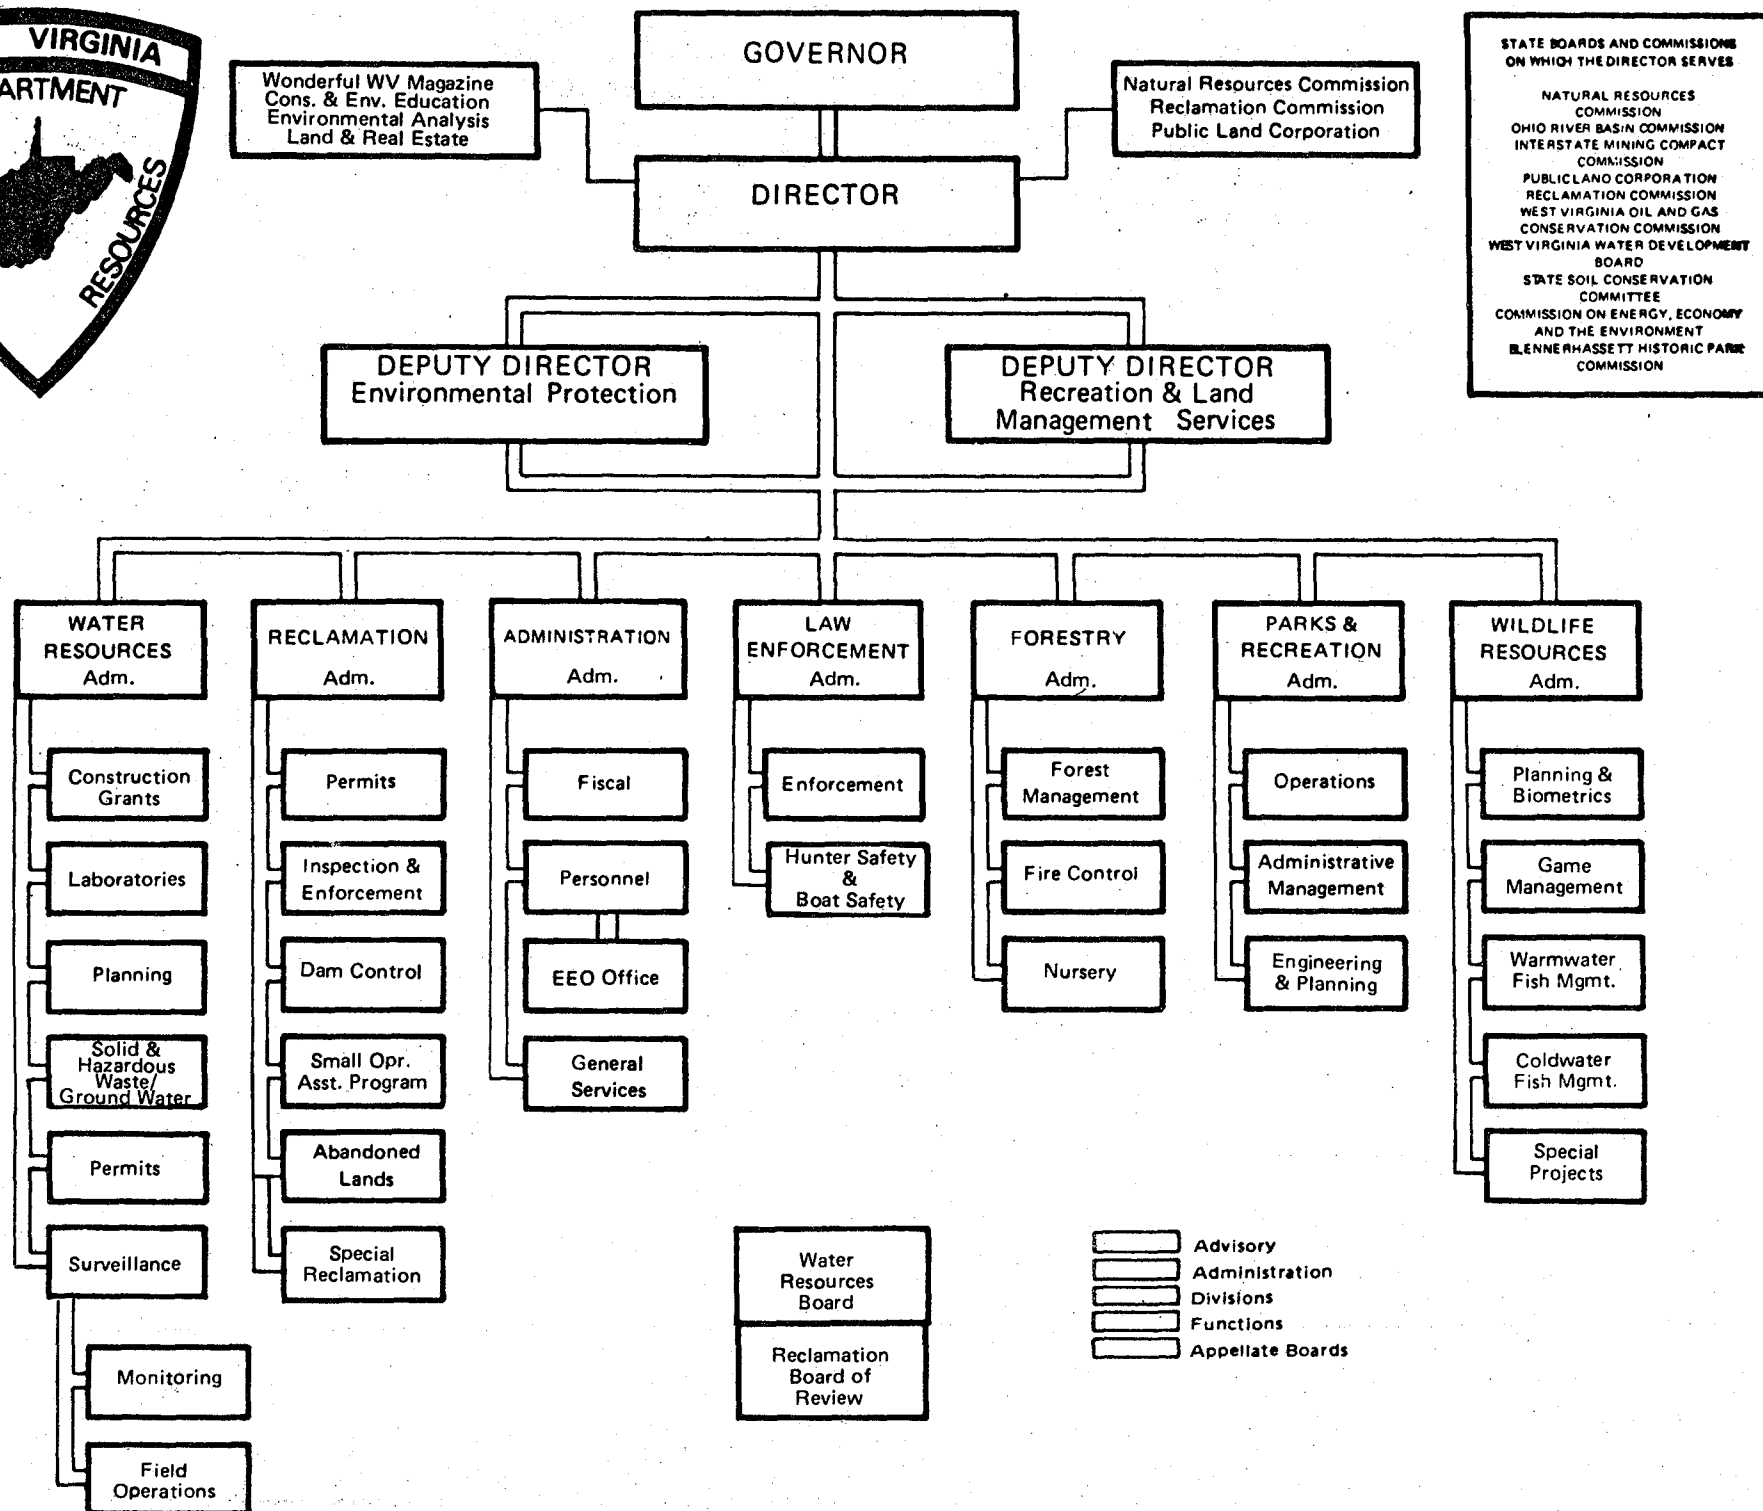 VIRGINIA
ARTMENT
RESOURCES
GOVERNOR
Wonderful WV Magazine
Cons. & Env. Education
Environmental Analysis
Land & Real Estate
Natural Resources Commission
Reclamation Commission
Public Land Corporation
DIRECTOR
STATE BOARDS AND COMMISSIONS
ON WHICH THE DIRECTOR SERVES
NATURAL RESOURCES
COMMISSION
OHIO RIVER BASIN COMMISSION
INTERSTATE MINING COMPACT
COMMISSION
PUBLIC LAND CORPORATION
RECLAMATION COMMISSION
WEST VIRGINIA OIL AND GAS
CONSERVATION COMMISSION
WEST VIRGINIA WATER DEVELOPMENT
BOARD
STATE SOIL CONSERVATION
COMMITTEE
COMMISSION ON ENERGY, ECONOMY
AND THE ENVIRONMENT
BLENNERHASSETT HISTORIC PARK
COMMISSION
DEPUTY DIRECTOR
Environmental Protection
DEPUTY DIRECTOR
Recreation & Land
Management Services
WATER
RESOURCES
Adm.
RECLAMATION
Adm.
ADMINISTRATION
Adm.
LAW
ENFORCEMENT
Adm.
FORESTRY
Adm.
PARKS &
RECREATION
Adm.
WILDLIFE
RESOURCES
Adm.
Construction
Grants
Laboratories
Planning
Solid &
Hazardous
Waste/
Ground Water
Permits
Surveillance
Monitoring
Field
Operations
Permits
Inspection &
Enforcement
Dam Control
Small Opr.
Asst. Program
Abandoned
Lands
Special
Reclamation
Fiscal
Personnel
EEO Office
General
Services
Enforcement
Hunter Safety
&
Boat Safety
Forest
Management
Fire Control
Nursery
Operations
Administrative
Management
Engineering
& Planning
Planning &
Biometrics
Game
Management
Warmwater
Fish Mgmt.
Coldwater
Fish Mgmt.
Special
Projects
Water
Resources
Board
Reclamation
Board of
Review
Advisory
Administration
Divisions
Functions
Appellate Boards